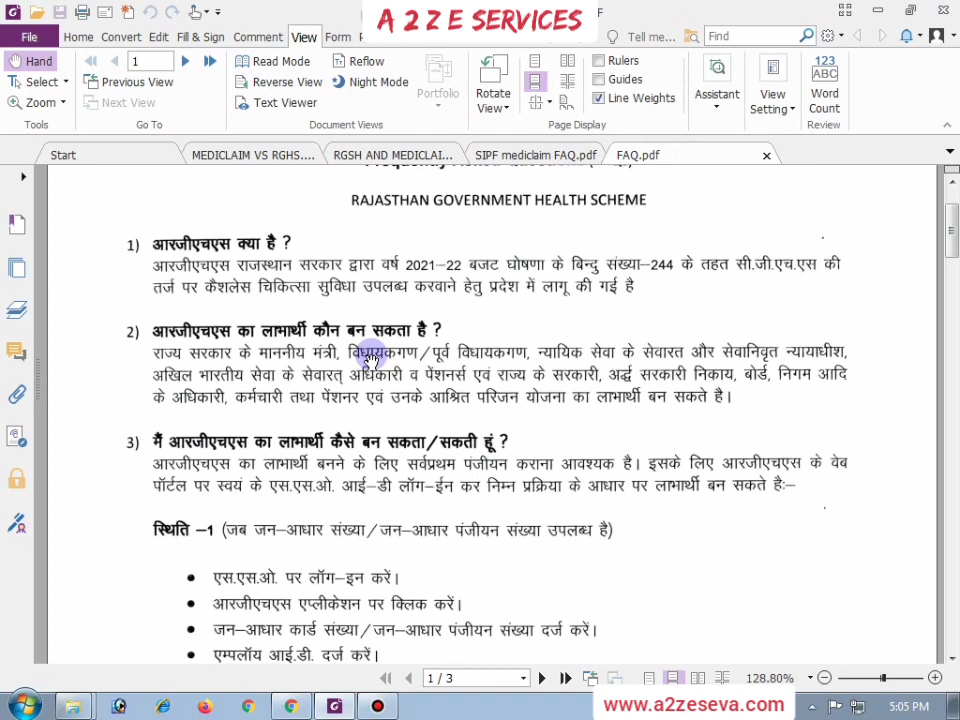 A 2 Z E SERVICES
F
File Home Convert Edit Fill & Sign Comment View Form Tell me... Find
Hand 1 Read Mode Reflow Rulers
Select Previous View Reverse View Night Mode Portfolio Rotate View Guides Assistant View Setting Word Count
Zoom Next View Text Viewer Line Weights
123 ABC
Tools Go To Document Views Page Display Review
Start MEDICLAIM VS RGHS.... RGSH AND MEDICLAI... SIPF mediclaim FAQ.pdf FAQ.pdf
RAJASTHAN GOVERNMENT HEALTH SCHEME
1) आरजीएचएस क्या है ?
आरजीएचएस राजस्थान सरकार द्वारा वर्ष 2021–22 बजट घोषणा के बिन्दु संख्या–244 के तहत सी.जी.एच.एस की
तर्ज पर कैशलेस चिकित्सा सुविधा उपलब्ध करवाने हेतु प्रदेश में लागू की गई है
2) आरजीएचएस का लाभार्थी कौन बन सकता है ?
राज्य सरकार के माननीय मंत्री, विधायकगण/पूर्व विधायकगण, न्यायिक सेवा के सेवारत और सेवानिवृत न्यायाधीश,
अखिल भारतीय सेवा के सेवारत् अधिकारी व पेंशनर्स एवं राज्य के सरकारी, अर्द्ध सरकारी निकाय, बोर्ड, निगम आदि
के अधिकारी, कर्मचारी तथा पेंशनर एवं उनके आश्रित परिजन योजना का लाभार्थी बन सकते है।
3) मैं आरजीएचएस का लाभार्थी कैसे बन सकता/सकती हूं ?
आरजीएचएस का लाभार्थी बनने के लिए सर्वप्रथम पंजीयन कराना आवश्यक है। इसके लिए आरजीएचएस के वेब
पॉर्टल पर स्वयं के एस.एस.ओ. आई–डी लॉग–ईन कर निम्न प्रक्रिया के आधार पर लाभार्थी बन सकते हैः–
स्थिति –1 (जब जन–आधार संख्या/जन–आधार पंजीयन संख्या उपलब्ध है)
• एस.एस.ओ. पर लॉग–इन करें।
• आरजीएचएस एप्लीकेशन पर क्लिक करें।
• जन–आधार कार्ड संख्या/जन–आधार पंजीयन संख्या दर्ज करें।
• एम्पलॉय आई.डी. दर्ज करें।
1 / 3 128.80%
www.a2zeseva.com
5:05 PM